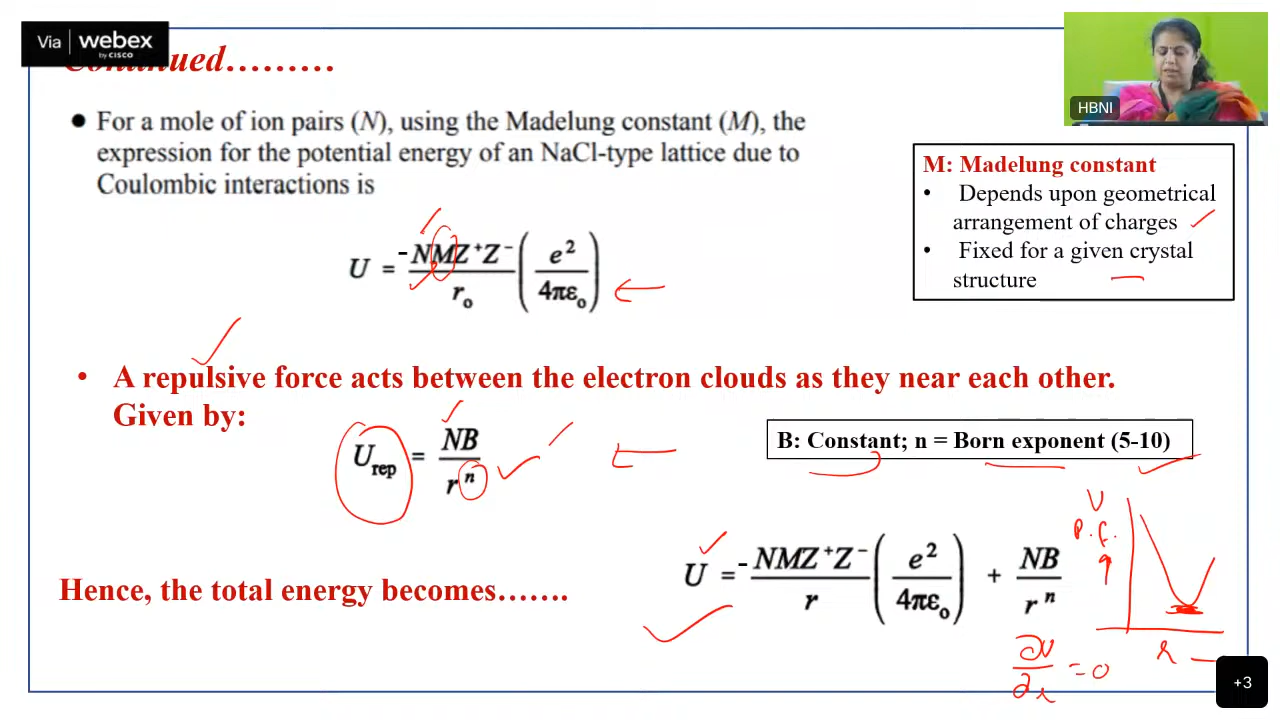 Via | webex
by CISCO
Continued………
HBNI
● For a mole of ion pairs (N), using the Madelung constant (M), the
expression for the potential energy of an NaCl-type lattice due to
Coulombic interactions is
M: Madelung constant
• Depends upon geometrical
arrangement of charges
• Fixed for a given crystal
structure
U = -NMZ⁺Z⁻/r₀ (e²/4πε₀)
• A repulsive force acts between the electron clouds as they near each other.
Given by:
U_rep = NB/rⁿ
B: Constant; n = Born exponent (5-10)
Hence, the total energy becomes…….
U = -NMZ⁺Z⁻/r (e²/4πε₀) + NB/rⁿ
∂U/∂r = 0
r
+3